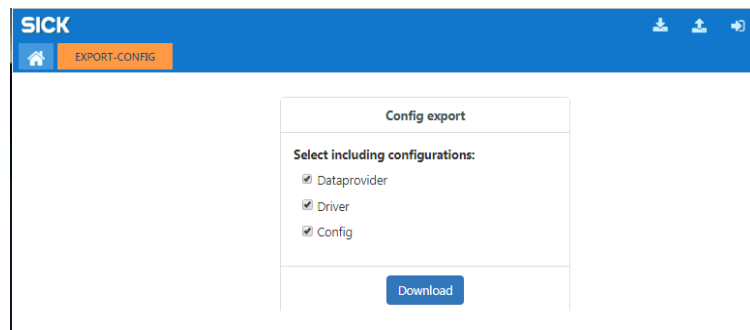 SICK
EXPORT-CONFIG
Config export
Select including configurations:
Dataprovider
Driver
Config
Download